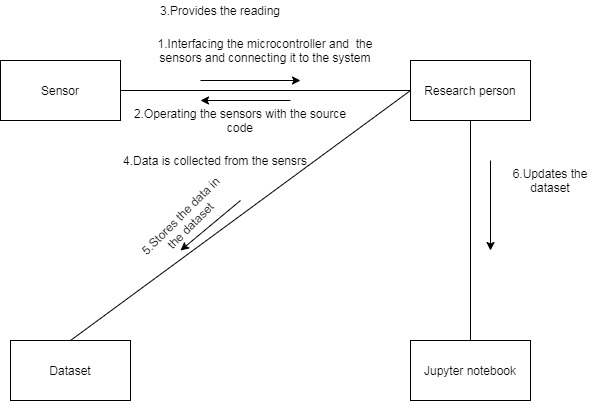 3.Provides the reading
1.Interfacing the microcontroller and the
sensors and connecting it to the system
Sensor
Research person
2.Operating the sensors with the source
code
4.Data is collected from the sensrs
6.Updates the
dataset
5.Stores the data in
the dataset
Dataset
Jupyter notebook